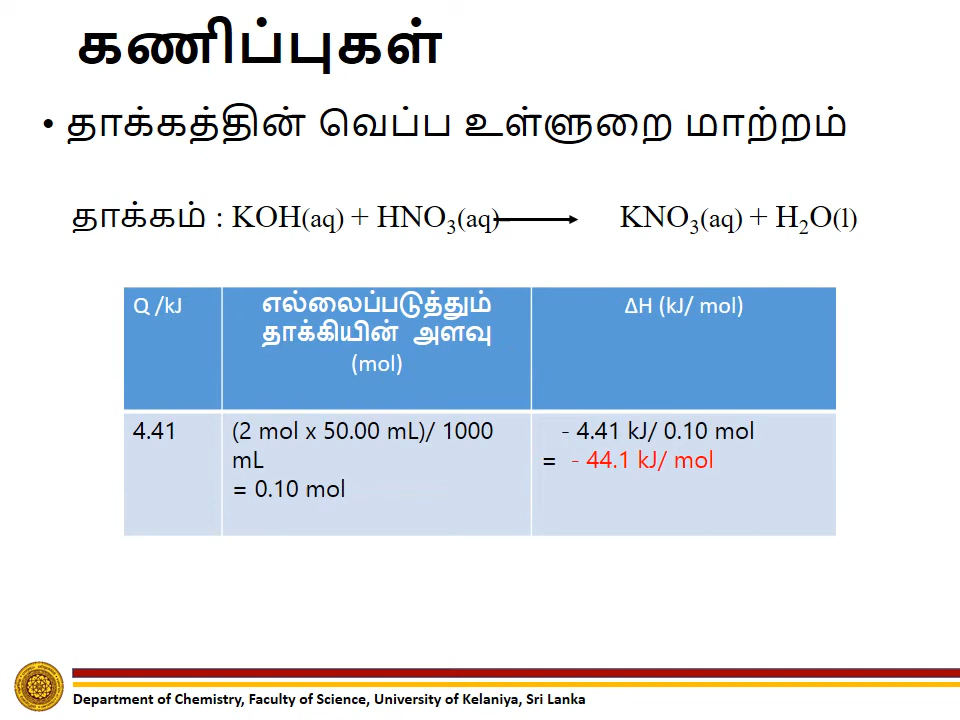 கணிப்புகள்
• தாக்கத்தின் வெப்ப உள்ளுறை மாற்றம்
தாக்கம் : KOH(aq) + HNO₃(aq) ⟶ KNO₃(aq) + H₂O(l)
Q /kJ
எல்லைப்படுத்தும்
தாக்கியின் அளவு
(mol)
ΔH (kJ/ mol)
4.41
(2 mol x 50.00 mL)/ 1000
mL
= 0.10 mol
- 4.41 kJ/ 0.10 mol
= - 44.1 kJ/ mol
Department of Chemistry, Faculty of Science, University of Kelaniya, Sri Lanka